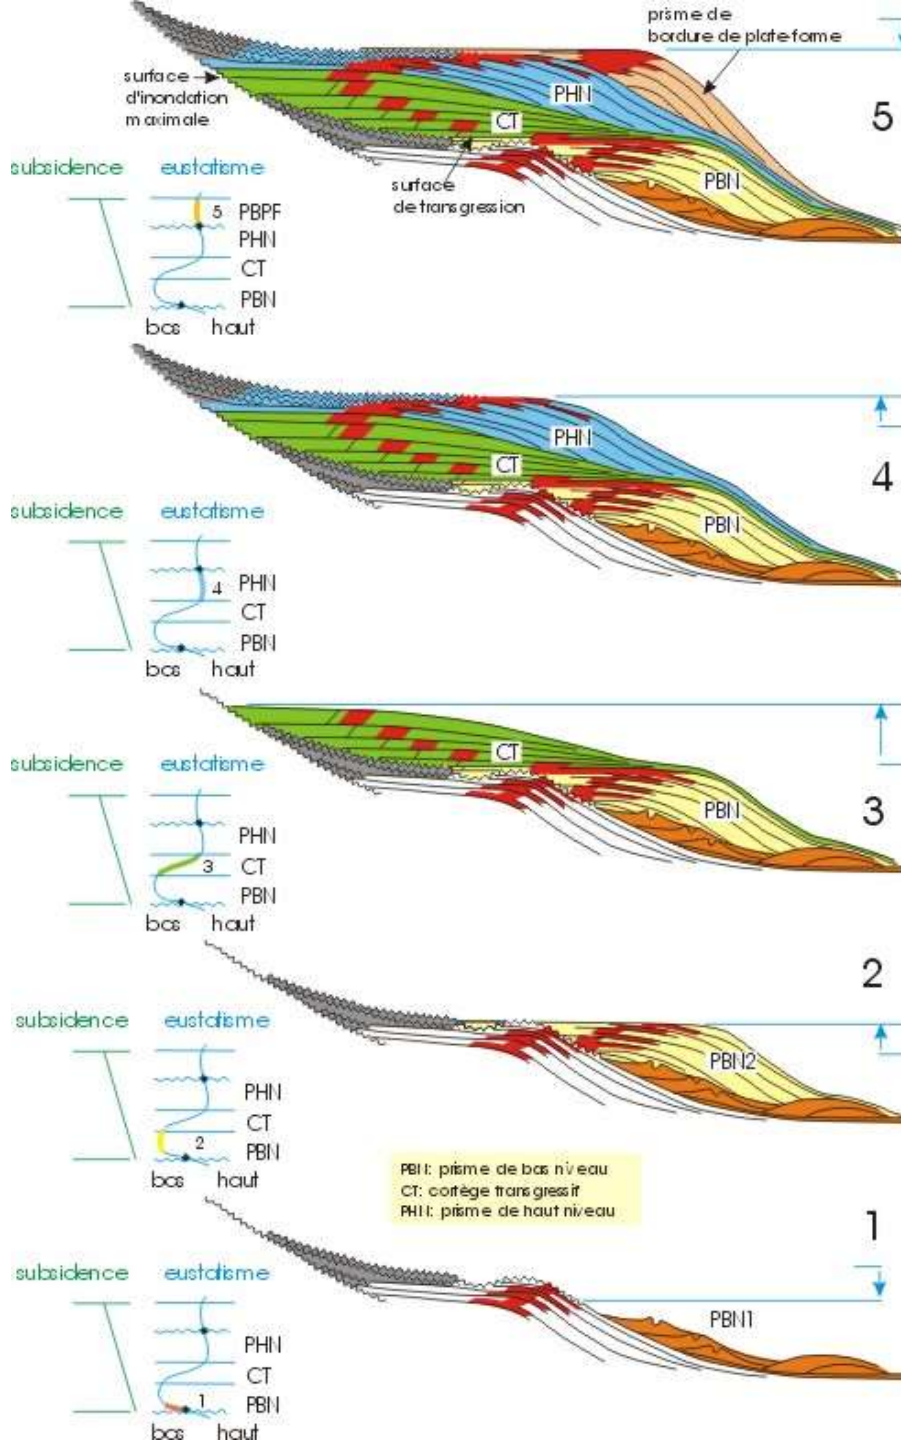 prisme de
bordure de plate-forme
surface
d'inondation
maximale
PHN
CT
PBN
surface
de transgression
5
subsidence eustatisme
5 PBPF
PHN
CT
PBN
bas haut
PHN
CT
PBN
4
subsidence eustatisme
4 PHN
CT
PBN
bas haut
CT
PBN
3
subsidence eustatisme
PHN
3 CT
PBN
bas haut
2
PBN2
subsidence eustatisme
PHN
CT
2 PBN
bas haut
PBN: prisme de bas niveau
CT: cortège transgressif
PHN: prisme de haut niveau
1
PBN1
subsidence eustatisme
PHN
CT
1 PBN
bas haut